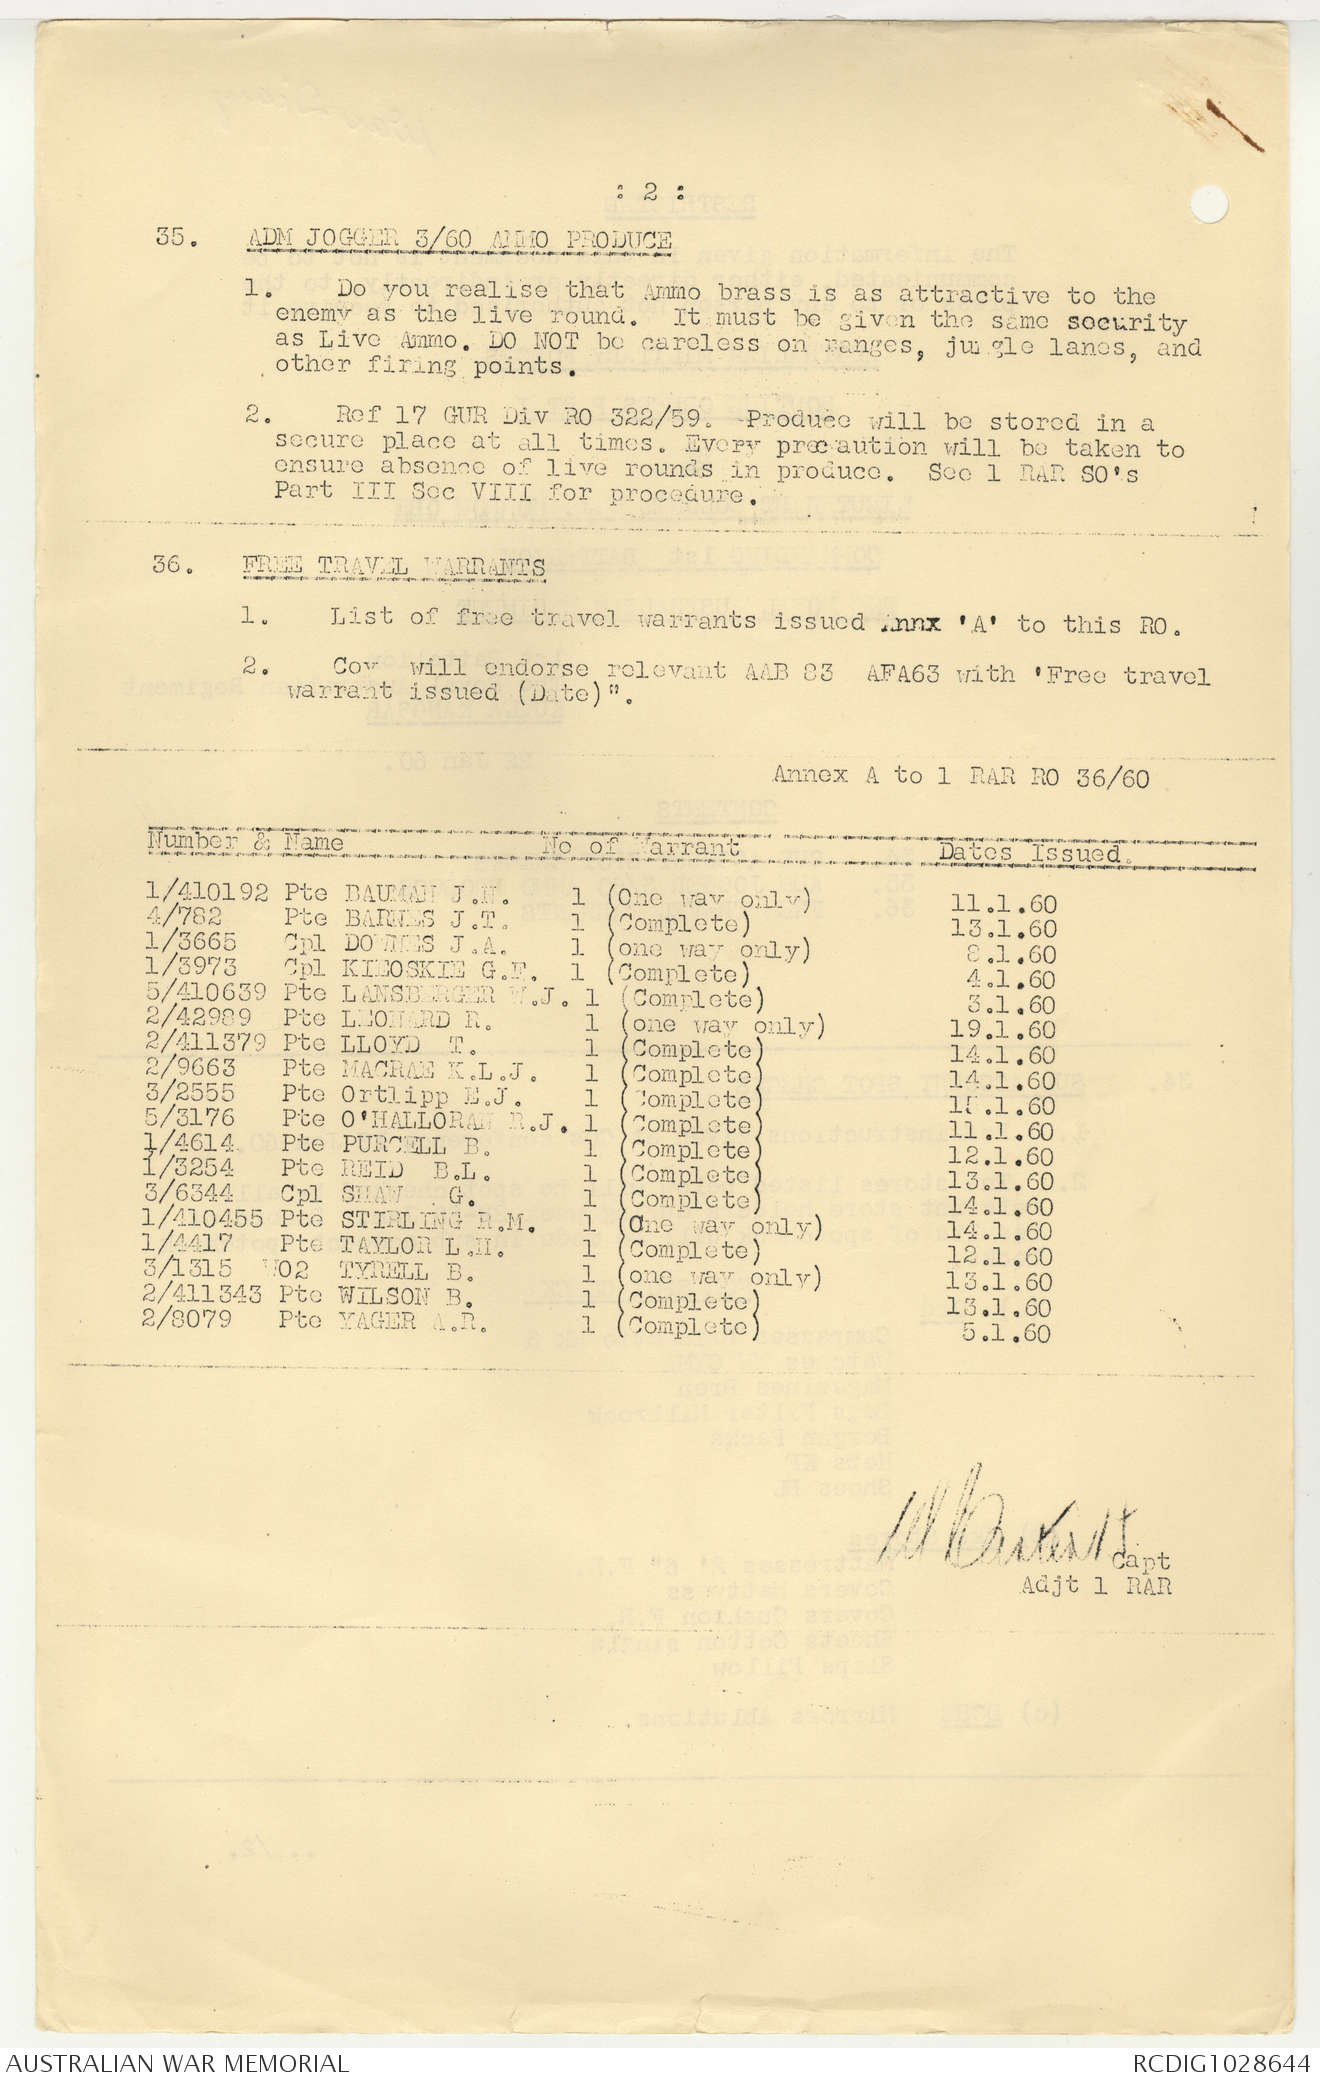 : 2 :
35. ADM JOGGER 3/60 AMMO PRODUCE
1. Do you realise that Ammo brass is as attractive to the
enemy as the live round. It must be given the same security
as Live Ammo. DO NOT be careless on ranges, jungle lanes, and
other firing points.
2. Ref 17 GUR Div RO 322/59. Produce will be stored in a
secure place at all times. Every precaution will be taken to
ensure absence of live rounds in produce. See 1 RAR SO's
Part III Sec VIII for procedure.
36. FREE TRAVEL WARRANTS
1. List of free travel warrants issued Annx 'A' to this RO.
2. Coy will endorse relevant AAB 83 AFA63 with 'Free travel
warrant issued (Date)".
Annex A to 1 RAR RO 36/60
Number & Name No of Warrant Dates Issued.
1/410192 Pte BAUMAN J.N. 1 (One way only) 11.1.60
4/782 Pte BARNES J.T. 1 (Complete) 13.1.60
1/3665 Cpl DOWNES J.A. 1 (one way only) 8.1.60
1/3973 Cpl KIEOSKIE G.F. 1 (Complete) 4.1.60
5/410639 Pte LANSBERGER W.J. 1 (Complete) 3.1.60
2/42989 Pte LEONARD R. 1 (one way only) 19.1.60
2/411379 Pte LLOYD T. 1 (Complete) 14.1.60
2/9663 Pte MACRAE K.L.J. 1 (Complete) 14.1.60
3/2555 Pte Ortlipp E.J. 1 (Complete) 15.1.60
5/3176 Pte O'HALLORAN R.J. 1 (Complete) 11.1.60
1/4614 Pte PURCELL B. 1 (Complete) 12.1.60
1/3254 Pte REID B.L. 1 (Complete) 13.1.60
3/6344 Cpl SHAW G. 1 (Complete) 14.1.60
1/410455 Pte STIRLING R.M. 1 (One way only) 14.1.60
1/4417 Pte TAYLOR L.H. 1 (Complete) 12.1.60
3/1315 WO2 TYRELL B. 1 (one way only) 13.1.60
2/411343 Pte WILSON B. 1 (Complete) 13.1.60
2/8079 Pte YAGER A.R. 1 (Complete) 5.1.60
Capt
Adjt 1 RAR
AUSTRALIAN WAR MEMORIAL RCDIG1028644